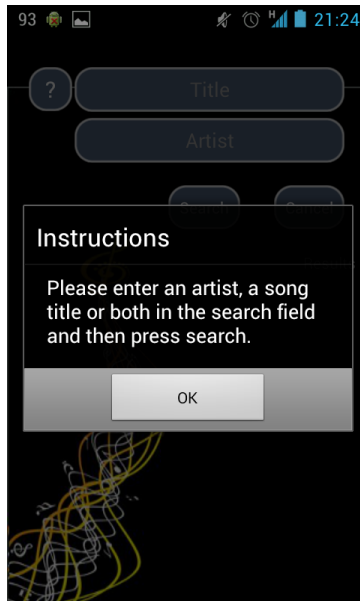 93 H 21:24
? Title
Artist
Search Cancel
Instructions
Please enter an artist, a song
title or both in the search field
and then press search.
OK